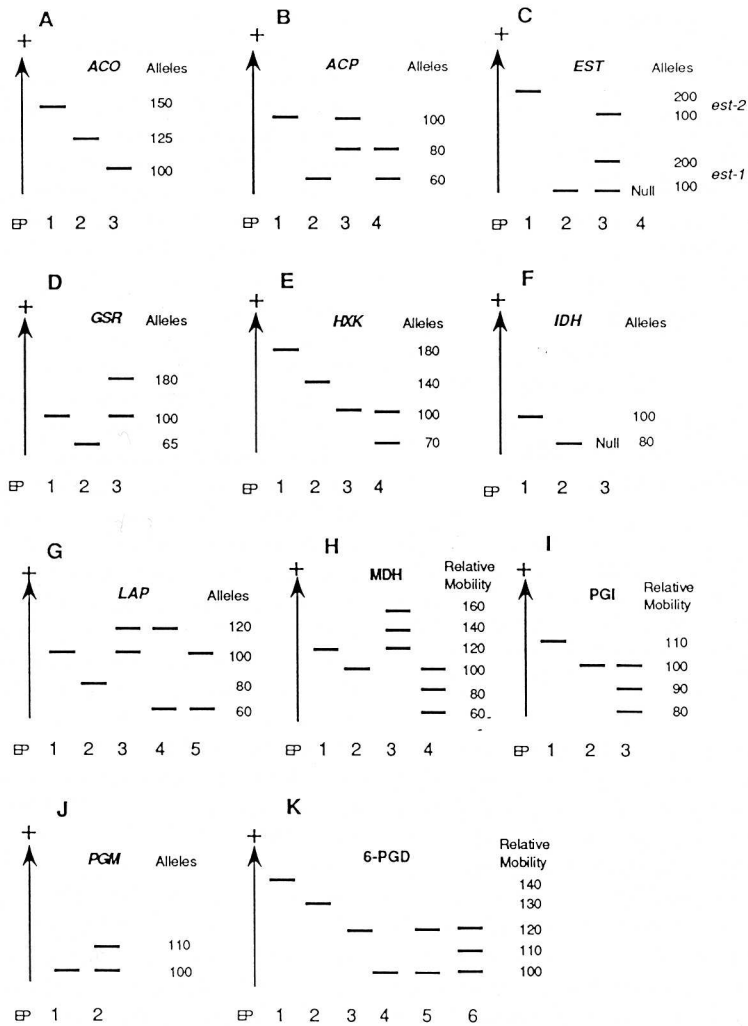 A
+
ACO Alleles
150
125
100
EP 1 2 3
B
+
ACP Alleles
100
80
60
EP 1 2 3 4
C
+
EST Alleles
200 est-2
100
200 est-1
Null 100
EP 1 2 3 4
D
+
GSR Alleles
180
100
65
EP 1 2 3
E
+
HXK Alleles
180
140
100
70
EP 1 2 3 4
F
+
IDH Alleles
100
Null 80
EP 1 2 3
G
+
LAP Alleles
120
100
80
60
EP 1 2 3 4 5
H
+
MDH Relative
Mobility
160
140
120
100
80
60
EP 1 2 3 4
I
+
PGI Relative
Mobility
110
100
90
80
EP 1 2 3
J
+
PGM Alleles
110
100
EP 1 2
K
+
6-PGD Relative
Mobility
140
130
120
110
100
EP 1 2 3 4 5 6